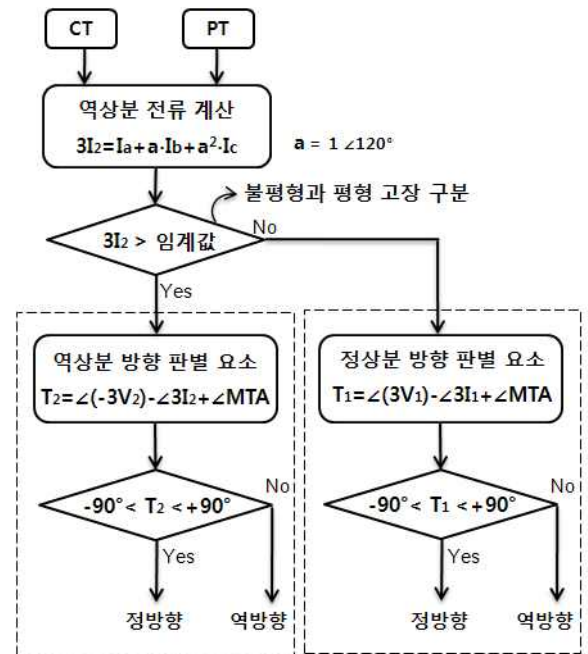 CT
PT
역상분 전류 계산
3I₂=Iₐ+a·I_b+a²·I_c
a = 1 ∠120°
불평형과 평형 고장 구분
3I₂ > 임계값
No
Yes
역상분 방향 판별 요소
T₂=∠(-3V₂)-∠3I₂+∠MTA
정상분 방향 판별 요소
T₁=∠(3V₁)-∠3I₁+∠MTA
-90°< T₂ <+90°
No
Yes
-90°< T₁ <+90°
No
Yes
정방향
역방향
정방향
역방향